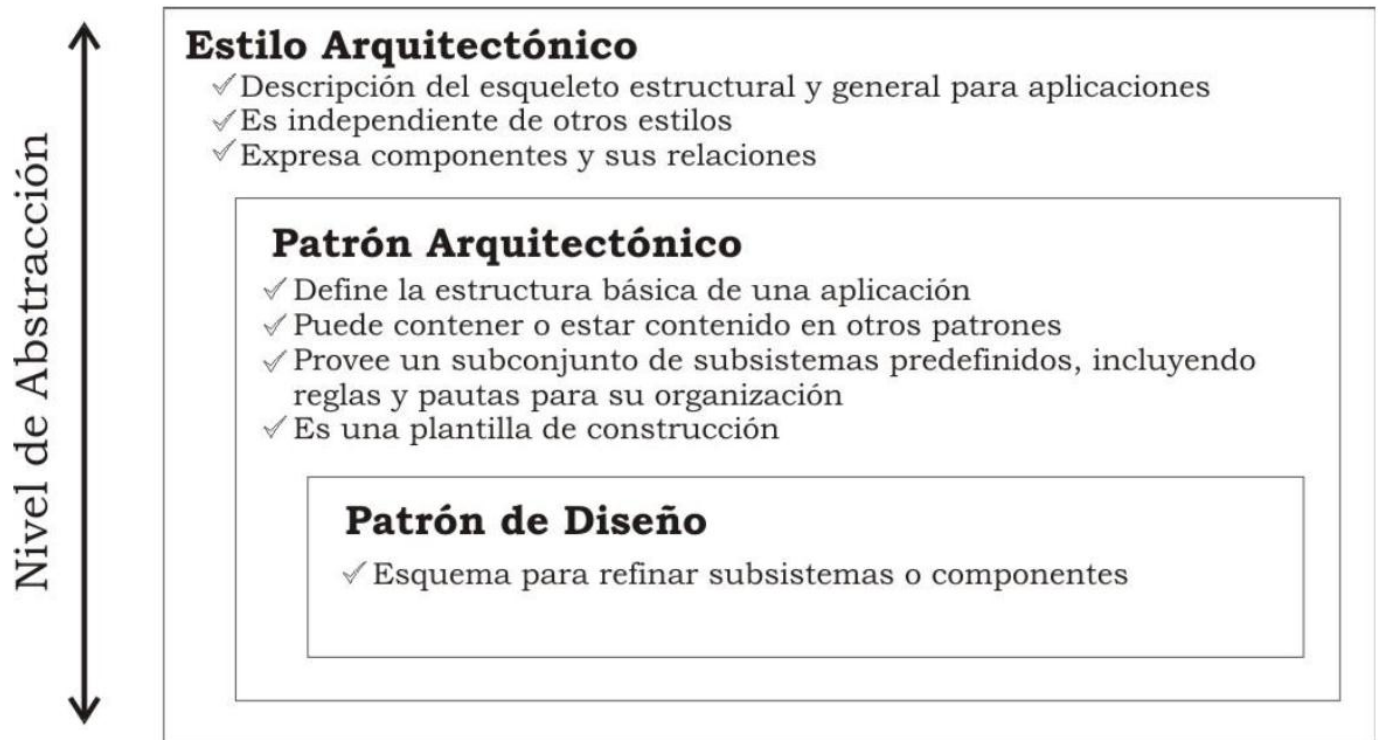 Nivel de Abstracción
Estilo Arquitectónico
✓Descripción del esqueleto estructural y general para aplicaciones
✓Es independiente de otros estilos
✓Expresa componentes y sus relaciones
Patrón Arquitectónico
✓Define la estructura básica de una aplicación
✓Puede contener o estar contenido en otros patrones
✓Provee un subconjunto de subsistemas predefinidos, incluyendo
reglas y pautas para su organización
✓Es una plantilla de construcción
Patrón de Diseño
✓Esquema para refinar subsistemas o componentes